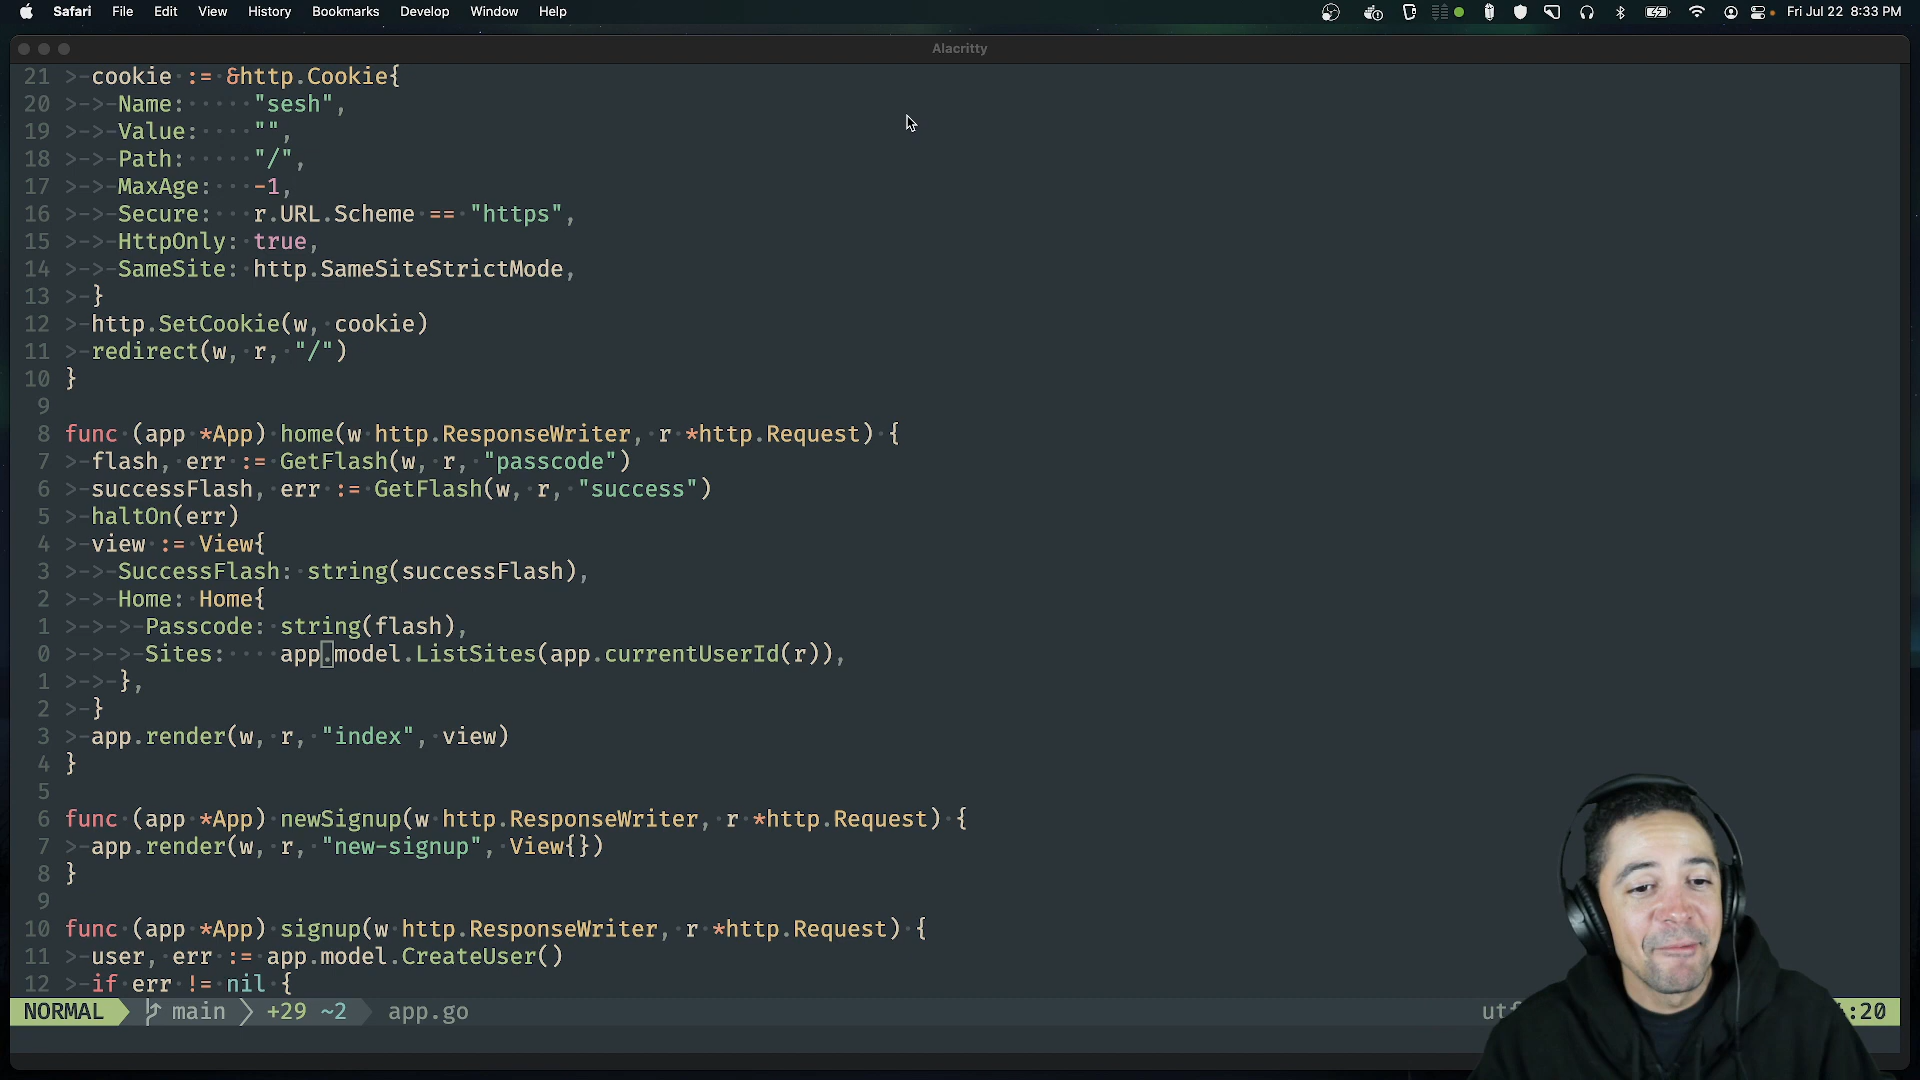 Safari File Edit View History Bookmarks Develop Window Help Fri Jul 22 8:33 PM
Alacritty
21 >-cookie := &http.Cookie{
20 >->-Name:·····"sesh",
19 >->-Value:····"",
18 >->-Path:·····"/",
17 >->-MaxAge:···-1,
16 >->-Secure:···r.URL.Scheme·==·"https",
15 >->-HttpOnly:·true,
14 >->-SameSite:·http.SameSiteStrictMode,
13 >-}
12 >-http.SetCookie(w,·cookie)
11 >-redirect(w,·r,·"/")
10 }
9
8 func·(app·*App)·home(w·http.ResponseWriter,·r·*http.Request)·{
7 >-flash,·err·:=·GetFlash(w,·r,·"passcode")
6 >-successFlash,·err·:=·GetFlash(w,·r,·"success")
5 >-haltOn(err)
4 >-view·:=·View{
3 >->-SuccessFlash:·string(successFlash),
2 >->-Home:·Home{
1 >->->-Passcode:·string(flash),
0 >->->-Sites:····app.model.ListSites(app.currentUserId(r)),
1 >->-},
2 >-}
3 >-app.render(w,·r,·"index",·view)
4 }
5
6 func·(app·*App)·newSignup(w·http.ResponseWriter,·r·*http.Request)·{
7 >-app.render(w,·r,·"new-signup",·View{})
8 }
9
10 func·(app·*App)·signup(w·http.ResponseWriter,·r·*http.Request)·{
11 >-user,·err·:=·app.model.CreateUser()
12 >-if·err·!=·nil·{
NORMAL main +29 ~2 app.go :20